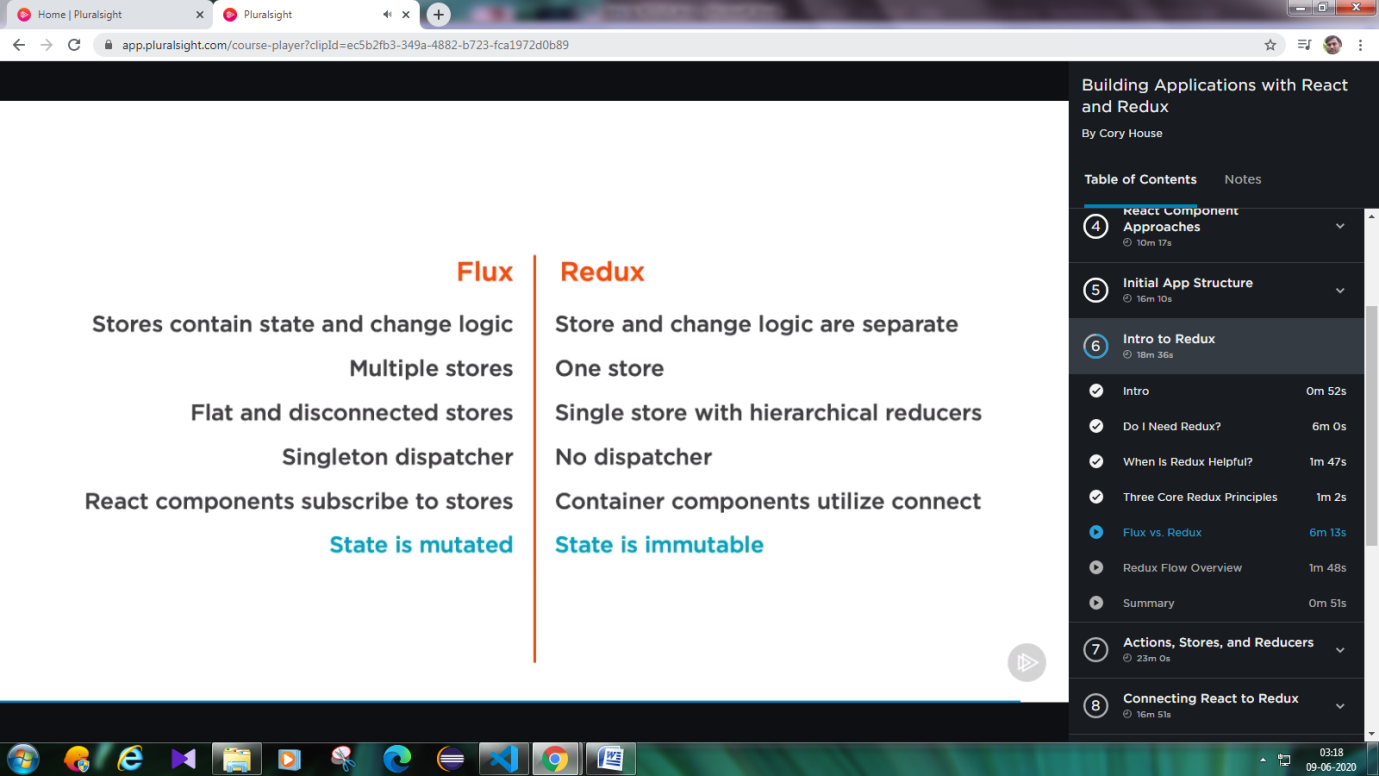 Home | Pluralsight
Pluralsight
app.pluralsight.com/course-player?clipId=ec5b2fb3-349a-4882-b723-fca1972d0b89
Flux Redux
Stores contain state and change logic Store and change logic are separate
Multiple stores One store
Flat and disconnected stores Single store with hierarchical reducers
Singleton dispatcher No dispatcher
React components subscribe to stores Container components utilize connect
State is mutated State is immutable
Building Applications with React
and Redux
By Cory House
Table of Contents Notes
4 React Component
Approaches
10m 17s
5 Initial App Structure
16m 10s
6 Intro to Redux
18m 36s
Intro 0m 52s
Do I Need Redux? 6m 0s
When Is Redux Helpful? 1m 47s
Three Core Redux Principles 1m 2s
Flux vs. Redux 6m 13s
Redux Flow Overview 1m 48s
Summary 0m 51s
7 Actions, Stores, and Reducers
23m 0s
8 Connecting React to Redux
16m 51s
03:18
09-06-2020